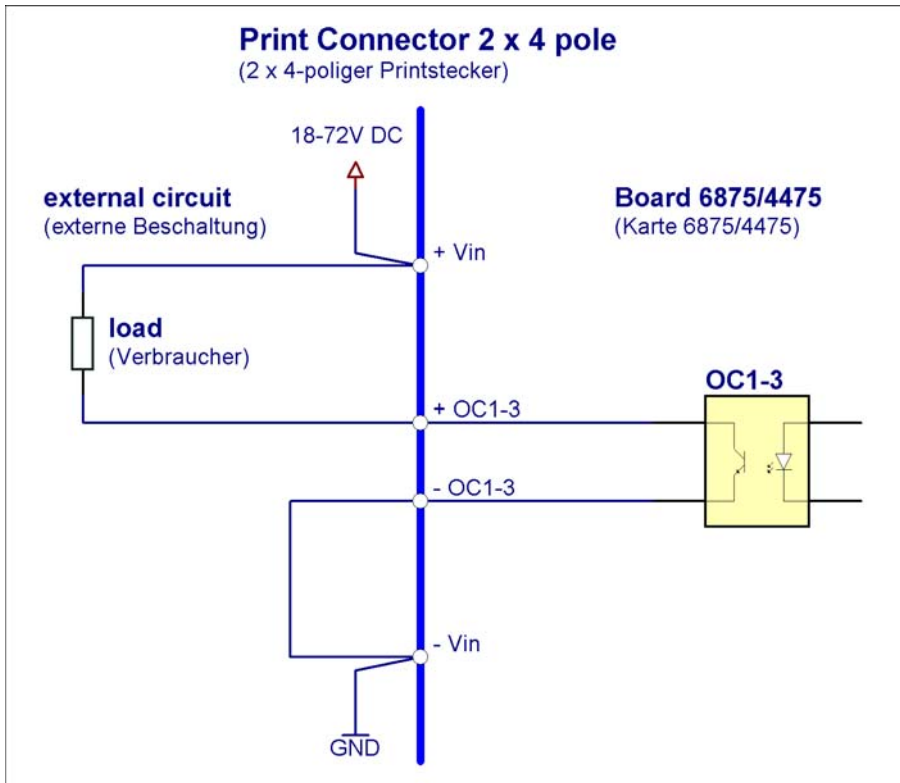 Print Connector 2 x 4 pole
(2 x 4-poliger Printstecker)
18-72V DC
external circuit
(externe Beschaltung)
Board 6875/4475
(Karte 6875/4475)
+ Vin
load
(Verbraucher)
OC1-3
+ OC1-3
- OC1-3
- Vin
GND